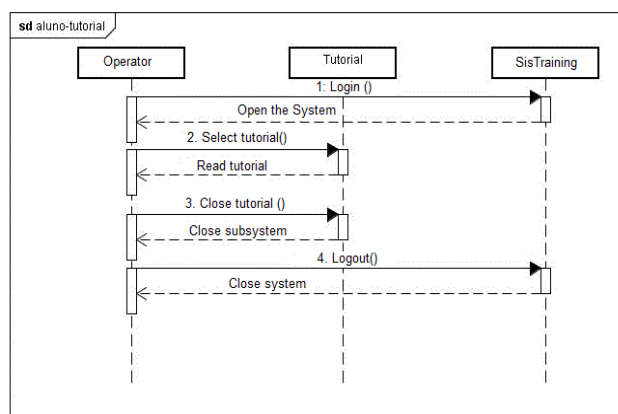 sd aluno-tutorial
Operator
Tutorial
SisTraining
1: Login ()
Open the System
2. Select tutorial()
Read tutorial
3. Close tutorial ()
Close subsystem
4. Logout()
Close system